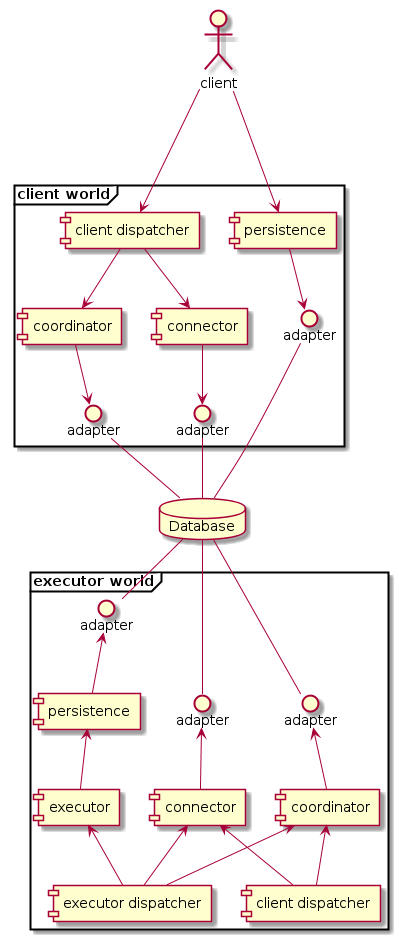 client
client world
client dispatcher
persistence
coordinator
connector
adapter
adapter
adapter
Database
executor world
adapter
persistence
adapter
adapter
executor
connector
coordinator
executor dispatcher
client dispatcher